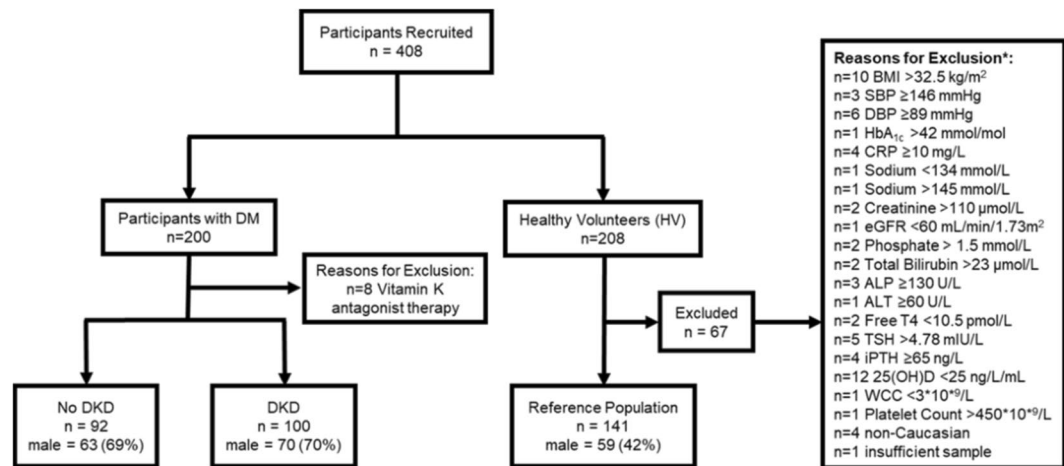 Participants Recruited
n = 408
Participants with DM
n=200
Healthy Volunteers (HV)
n=208
Reasons for Exclusion:
n=8 Vitamin K
antagonist therapy
Excluded
n = 67
No DKD
n = 92
male = 63 (69%)
DKD
n = 100
male = 70 (70%)
Reference Population
n = 141
male = 59 (42%)
Reasons for Exclusion*:
n=10 BMI >32.5 kg/m²
n=3 SBP ≥146 mmHg
n=6 DBP ≥89 mmHg
n=1 HbA1c >42 mmol/mol
n=4 CRP ≥10 mg/L
n=1 Sodium <134 mmol/L
n=1 Sodium >145 mmol/L
n=2 Creatinine >110 µmol/L
n=1 eGFR <60 mL/min/1.73m²
n=2 Phosphate > 1.5 mmol/L
n=2 Total Bilirubin >23 µmol/L
n=3 ALP ≥130 U/L
n=1 ALT ≥60 U/L
n=2 Free T4 <10.5 pmol/L
n=5 TSH >4.78 mIU/L
n=4 iPTH ≥65 ng/L
n=12 25(OH)D <25 ng/L/mL
n=1 WCC <3*10*⁹/L
n=1 Platelet Count >450*10*⁹/L
n=4 non-Caucasian
n=1 insufficient sample